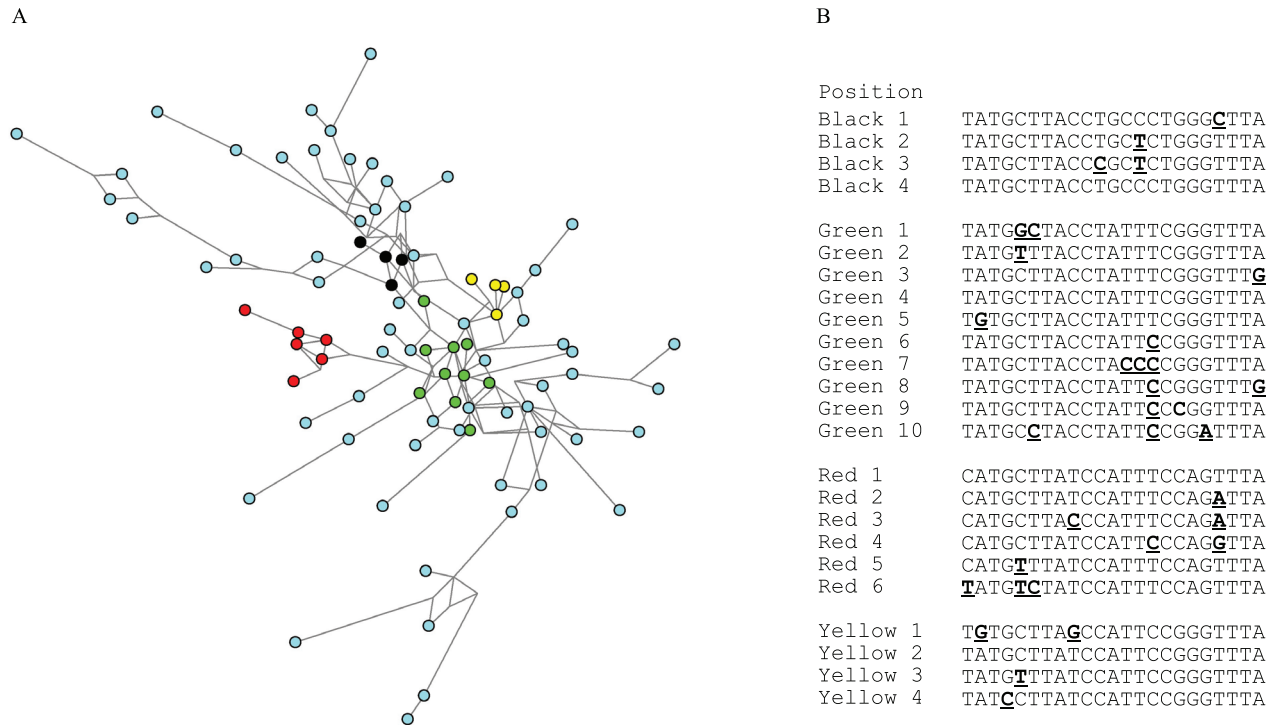 A
B
Position
Black 1 TATGCTTACCTGCCCTGGGCTTA
Black 2 TATGCTTACCTGCTCTGGGTTTA
Black 3 TATGCTTACCCGCTCTGGGTTTA
Black 4 TATGCTTACCTGCCCTGGGTTTA
Green 1 TATGGCTACCTATTTCGGGTTTA
Green 2 TATGTTTACCTATTTCGGGTTTA
Green 3 TATGCTTACCTATTTCGGGTTTG
Green 4 TATGCTTACCTATTTCGGGTTTA
Green 5 TGTGCTTACCTATTTCGGGTTTA
Green 6 TATGCTTACCTATTCCGGGTTTA
Green 7 TATGCTTACCTACCCCGGGTTTA
Green 8 TATGCTTACCTATTCCGGGTTTG
Green 9 TATGCTTACCTATTCCCGGTTTA
Green 10 TATGCCTACCTATTCCGGATTTA
Red 1 CATGCTTATCCATTTCCAGTTTA
Red 2 CATGCTTATCCATTTCCAGATTA
Red 3 CATGCTTACCCATTTCCAGATTA
Red 4 CATGCTTATCCATTCCCAGGTTA
Red 5 CATGTTTATCCATTTCCAGTTTA
Red 6 TATGTCTATCCATTTCCAGTTTA
Yellow 1 TGTGCTTAGCCATTCCGGGTTTA
Yellow 2 TATGCTTATCCATTCCGGGTTTA
Yellow 3 TATGTTTATCCATTCCGGGTTTA
Yellow 4 TATCCTTATCCATTCCGGGTTTA